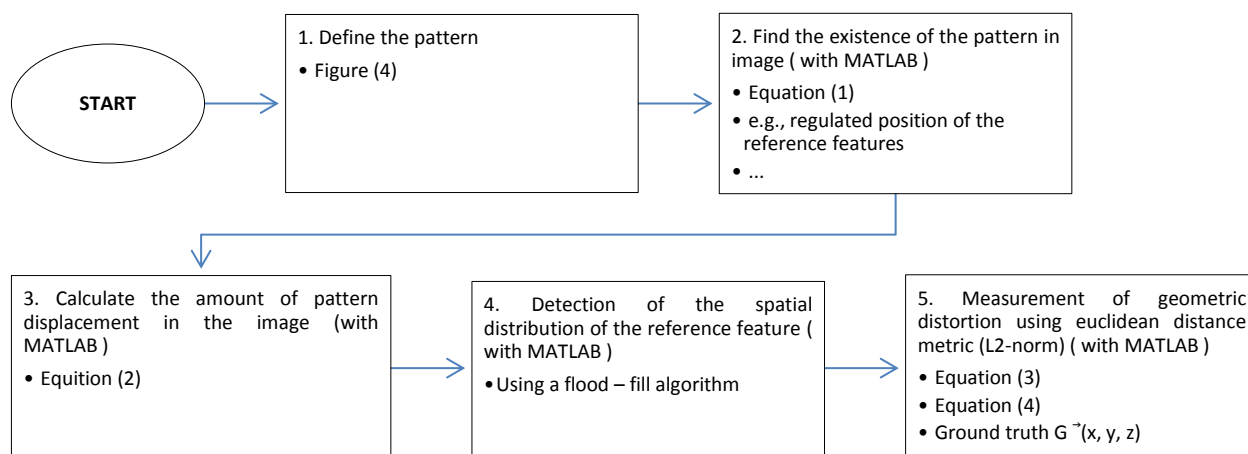 START
1. Define the pattern
• Figure (4)
2. Find the existence of the pattern in
image ( with MATLAB )
• Equation (1)
• e.g., regulated position of the
reference features
• ...
3. Calculate the amount of pattern
displacement in the image (with
MATLAB )
• Equition (2)
4. Detection of the spatial
distribution of the reference feature (
with MATLAB )
•Using a flood – fill algorithm
5. Measurement of geometric
distortion using euclidean distance
metric (L2-norm) ( with MATLAB )
• Equation (3)
• Equation (4)
• Ground truth G ⃗(x, y, z)